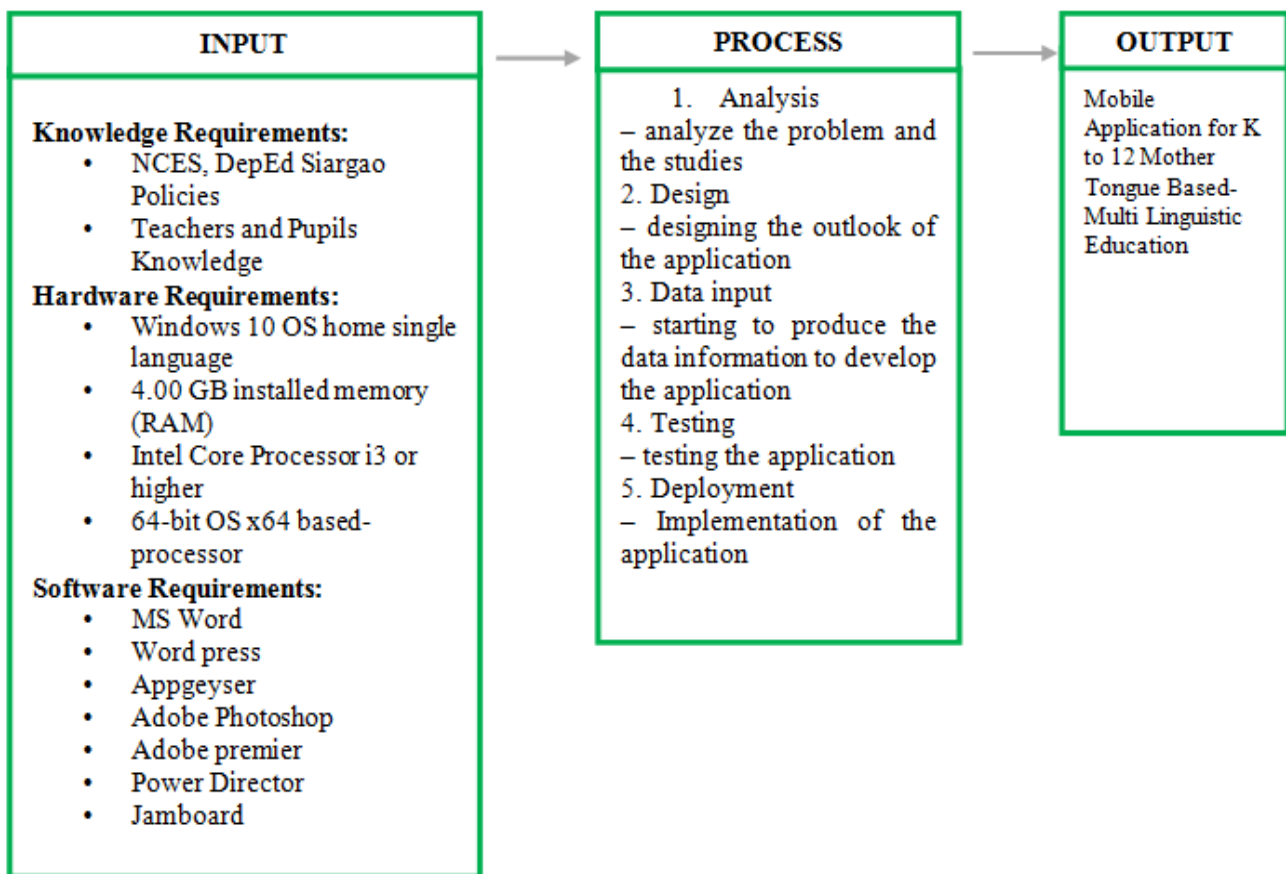 INPUT
Knowledge Requirements:
• NCES, DepEd Siargao
Policies
• Teachers and Pupils
Knowledge
Hardware Requirements:
• Windows 10 OS home single
language
• 4.00 GB installed memory
(RAM)
• Intel Core Processor i3 or
higher
• 64-bit OS x64 based-
processor
Software Requirements:
• MS Word
• Word press
• Appgeyser
• Adobe Photoshop
• Adobe premier
• Power Director
• Jamboard
PROCESS
1. Analysis
– analyze the problem and
the studies
2. Design
– designing the outlook of
the application
3. Data input
– starting to produce the
data information to develop
the application
4. Testing
– testing the application
5. Deployment
– Implementation of the
application
OUTPUT
Mobile
Application for K
to 12 Mother
Tongue Based-
Multi Linguistic
Education